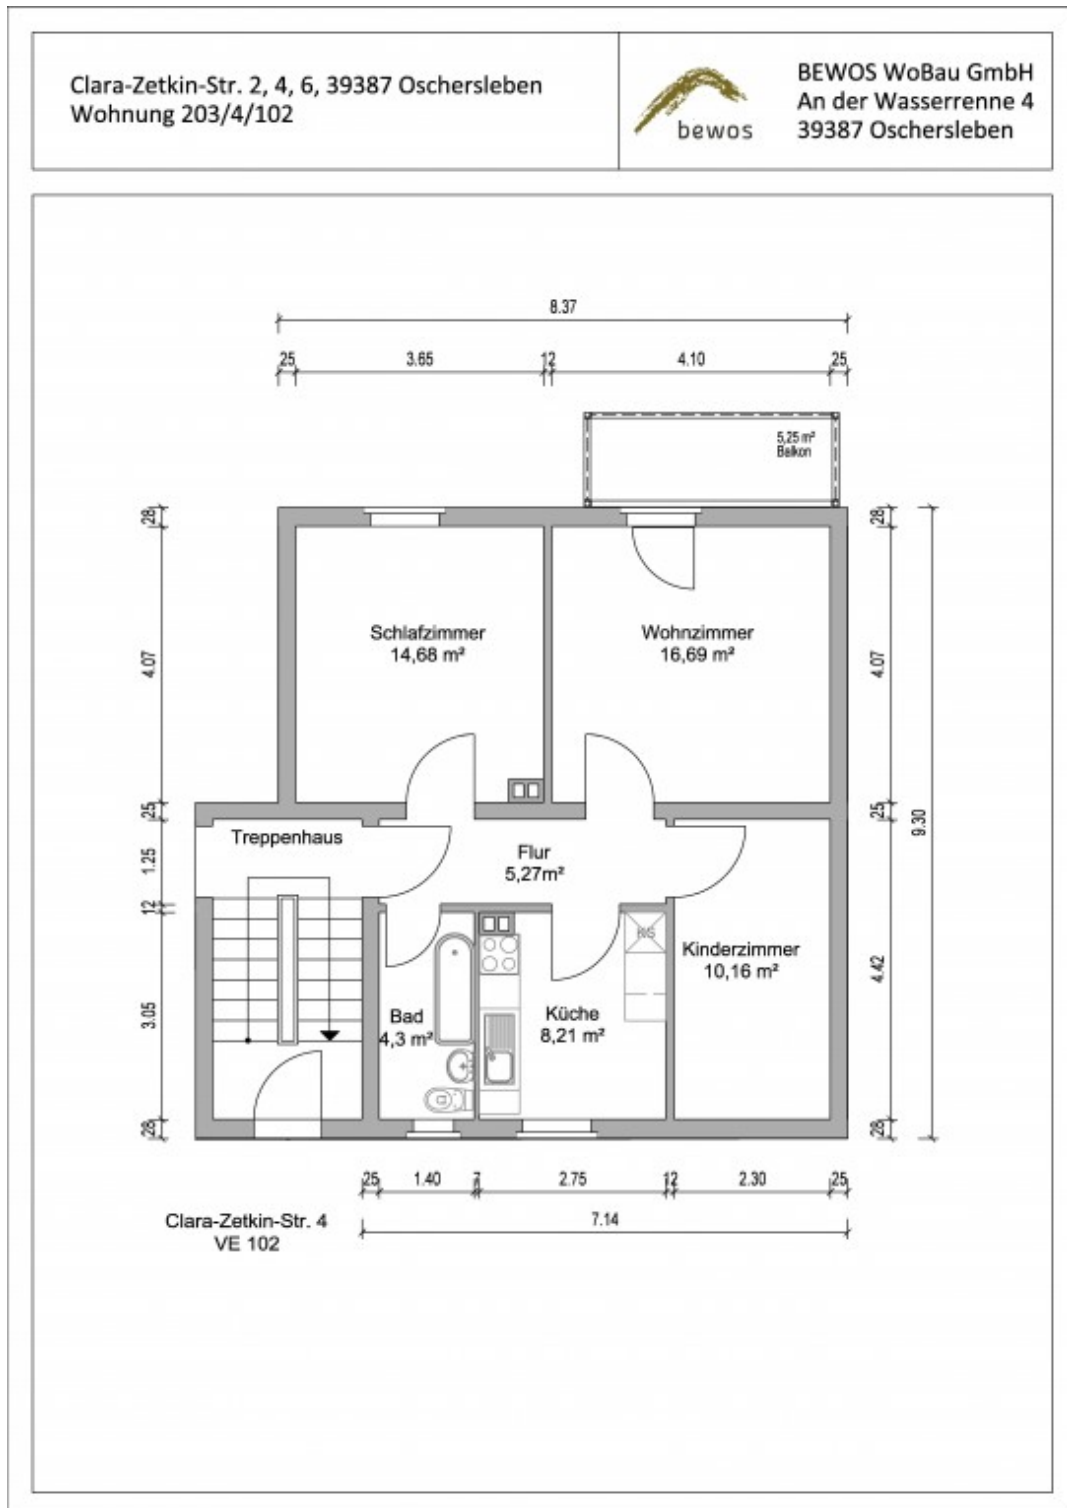 Clara-Zetkin-Str. 2, 4, 6, 39387 Oschersleben
Wohnung 203/4/102
bewos
BEWOS WoBau GmbH
An der Wasserrenne 4
39387 Oschersleben
8.37
25 3.65 12 4.10 25
5,25 m²
Balkon
28
28
Schlafzimmer
14,68 m²
Wohnzimmer
16,69 m²
4.07
4.07
25
25
9.30
Treppenhaus
1.25
Flur
5,27m²
12
KS
Kinderzimmer
10,16 m²
4.42
3.05
Bad
4,3 m²
Küche
8,21 m²
28
28
25 1.40 7 2.75 12 2.30 25
7.14
Clara-Zetkin-Str. 4
VE 102